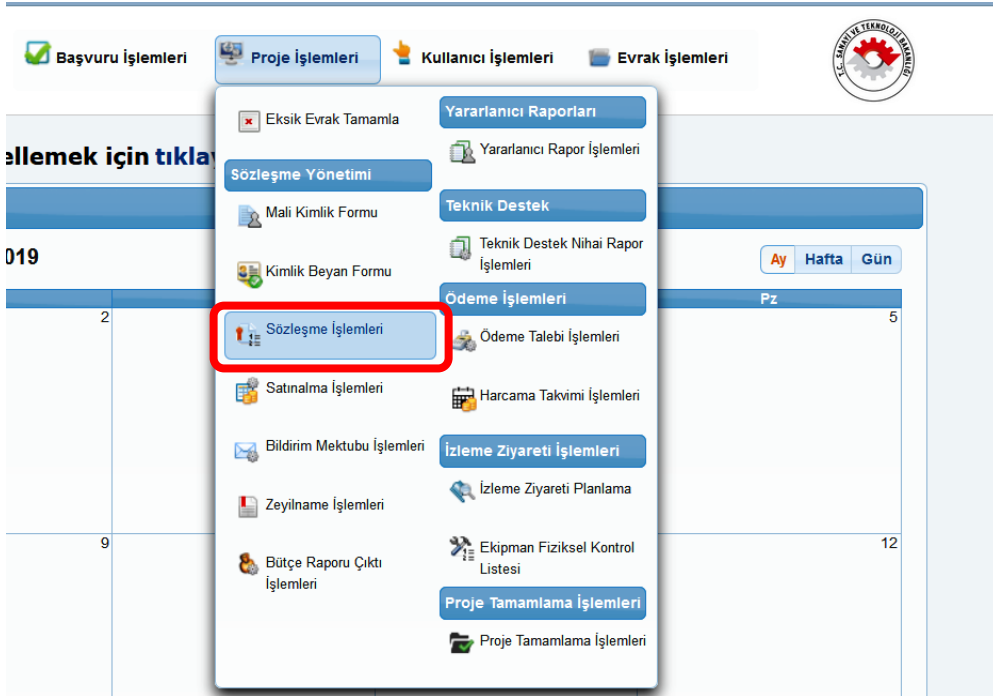 Başvuru İşlemleri
Proje İşlemleri
Kullanıcı İşlemleri
Evrak İşlemleri
T.C. SANAYİ VE TEKNOLOJİ BAKANLIĞI
ellemek için tıkla
019
Ay Hafta Gün
Pz
2
5
9
12
Eksik Evrak Tamamla
Sözleşme Yönetimi
Mali Kimlik Formu
Kimlik Beyan Formu
Sözleşme İşlemleri
Satınalma İşlemleri
Bildirim Mektubu İşlemleri
Zeyilname İşlemleri
Bütçe Raporu Çıktı
İşlemleri
Yararlanıcı Raporları
Yararlanıcı Rapor İşlemleri
Teknik Destek
Teknik Destek Nihai Rapor
İşlemleri
Ödeme İşlemleri
Ödeme Talebi İşlemleri
Harcama Takvimi İşlemleri
İzleme Ziyareti İşlemleri
İzleme Ziyareti Planlama
Ekipman Fiziksel Kontrol
Listesi
Proje Tamamlama İşlemleri
Proje Tamamlama İşlemleri